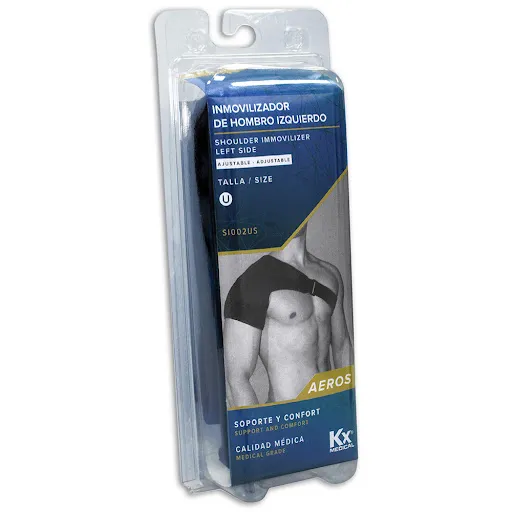 INMOVILIZADOR
DE HOMBRO IZQUIERDO
SHOULDER IMMOVILIZER
LEFT SIDE
AJUSTABLE - ADJUSTABLE
TALLA / SIZE
U
SI002US
AEROS
SOPORTE Y CONFORT
SUPPORT AND COMFORT
CALIDAD MÉDICA
MEDICAL GRADE
Kx
MEDICAL